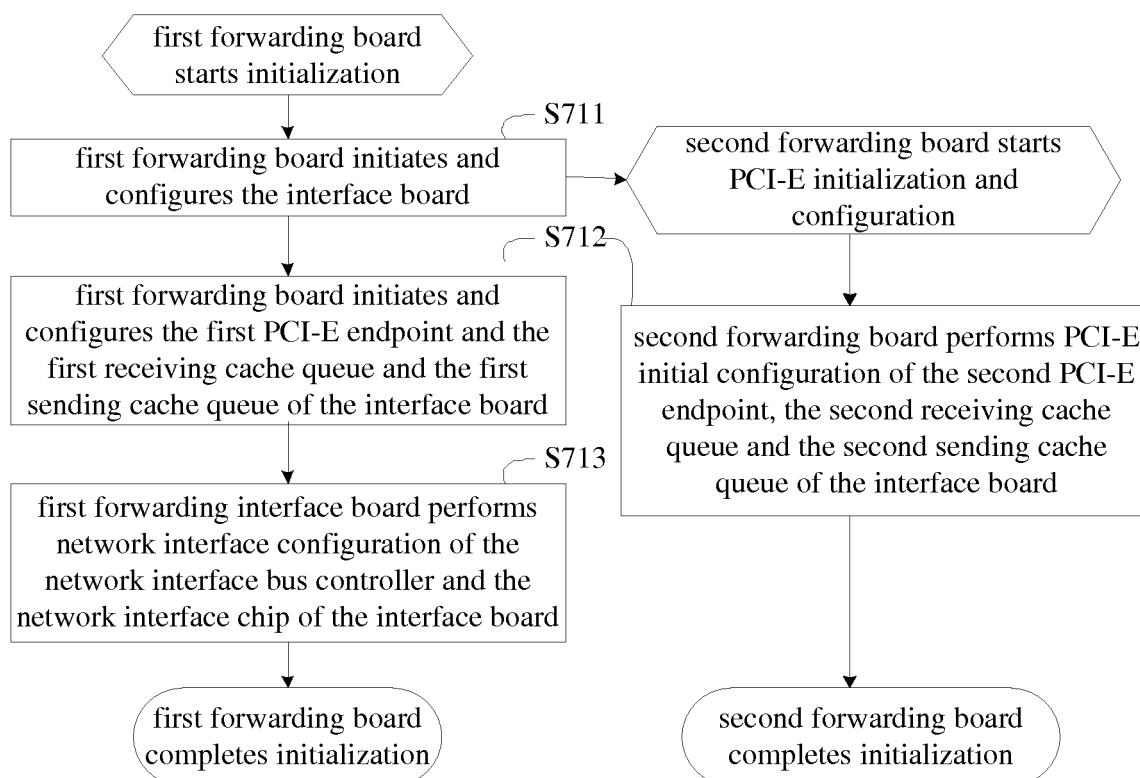 first forwarding board
starts initialization
S711
first forwarding board initiates and
configures the interface board
second forwarding board starts
PCI-E initialization and
configuration
S712
first forwarding board initiates and
configures the first PCI-E endpoint and the
first receiving cache queue and the first
sending cache queue of the interface board
second forwarding board performs PCI-E
initial configuration of the second PCI-E
endpoint, the second receiving cache
queue and the second sending cache
queue of the interface board
S713
first forwarding interface board performs
network interface configuration of the
network interface bus controller and the
network interface chip of the interface board
first forwarding board
completes initialization
second forwarding board
completes initialization